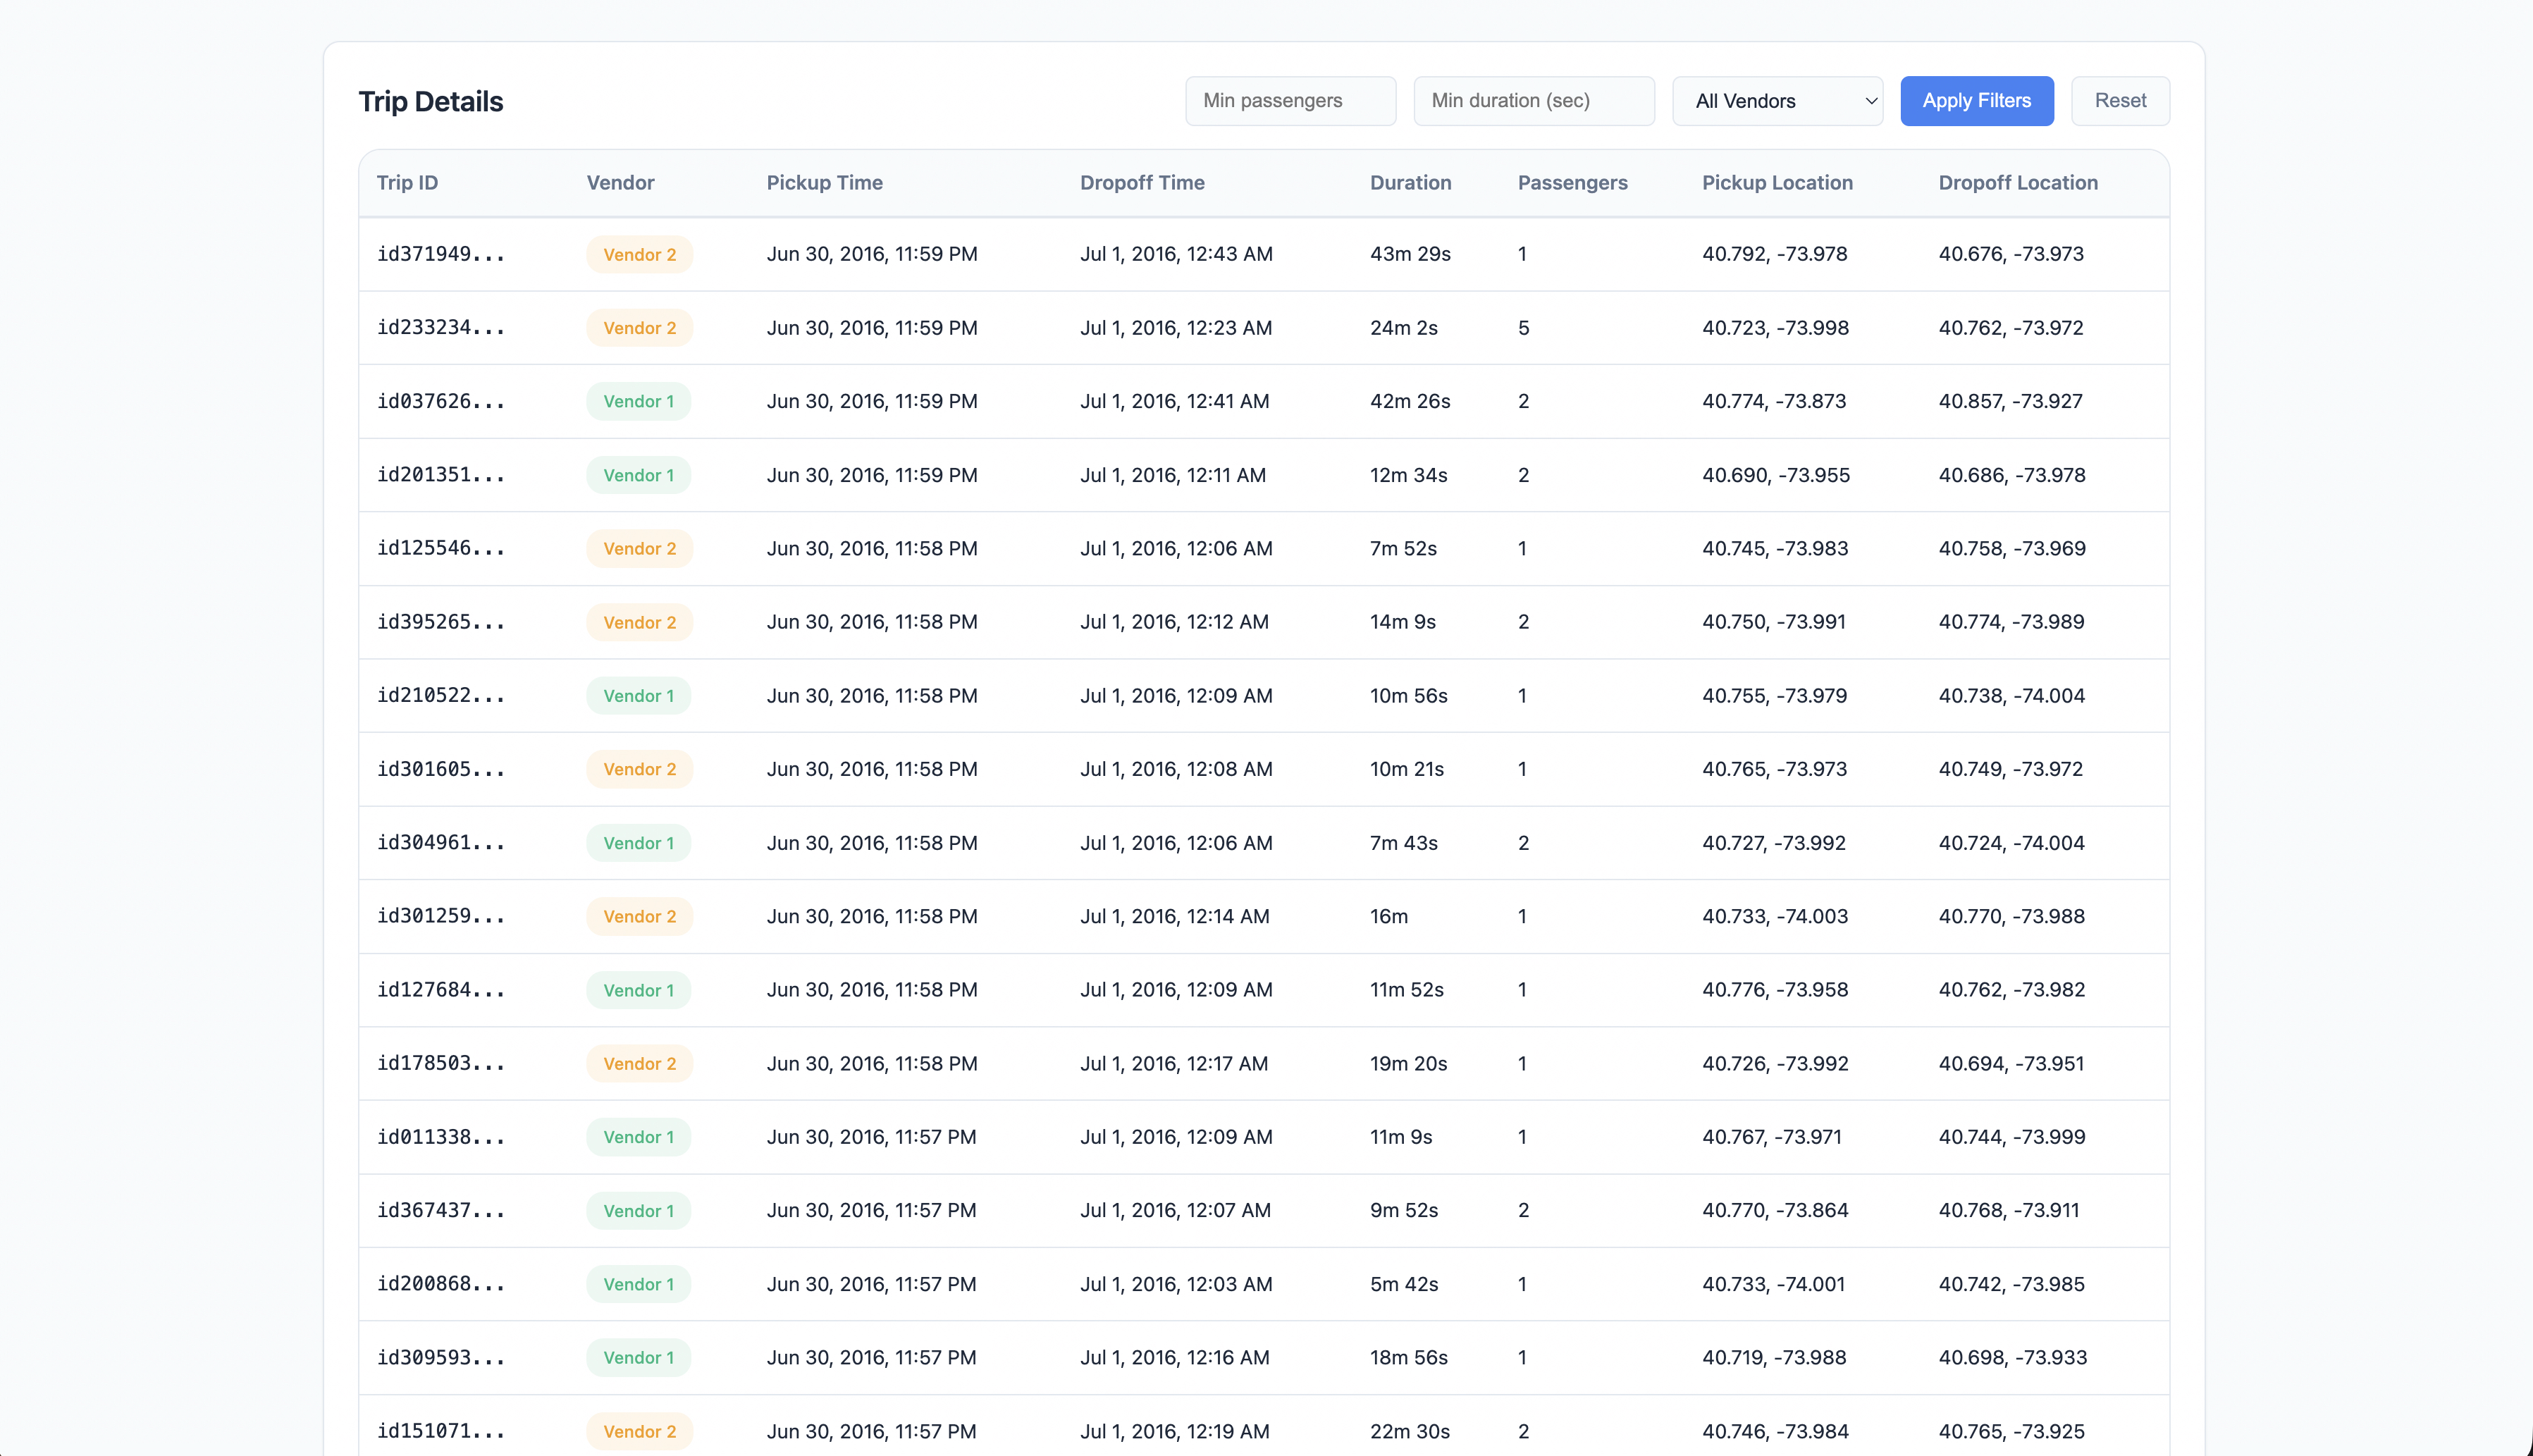 Trip Details Min passengers Min duration (sec) All Vendors Apply Filters Reset
Trip ID Vendor Pickup Time Dropoff Time Duration Passengers Pickup Location Dropoff Location
id371949... Vendor 2 Jun 30, 2016, 11:59 PM Jul 1, 2016, 12:43 AM 43m 29s 1 40.792, -73.978 40.676, -73.973
id233234... Vendor 2 Jun 30, 2016, 11:59 PM Jul 1, 2016, 12:23 AM 24m 2s 5 40.723, -73.998 40.762, -73.972
id037626... Vendor 1 Jun 30, 2016, 11:59 PM Jul 1, 2016, 12:41 AM 42m 26s 2 40.774, -73.873 40.857, -73.927
id201351... Vendor 1 Jun 30, 2016, 11:59 PM Jul 1, 2016, 12:11 AM 12m 34s 2 40.690, -73.955 40.686, -73.978
id125546... Vendor 2 Jun 30, 2016, 11:58 PM Jul 1, 2016, 12:06 AM 7m 52s 1 40.745, -73.983 40.758, -73.969
id395265... Vendor 2 Jun 30, 2016, 11:58 PM Jul 1, 2016, 12:12 AM 14m 9s 2 40.750, -73.991 40.774, -73.989
id210522... Vendor 1 Jun 30, 2016, 11:58 PM Jul 1, 2016, 12:09 AM 10m 56s 1 40.755, -73.979 40.738, -74.004
id301605... Vendor 2 Jun 30, 2016, 11:58 PM Jul 1, 2016, 12:08 AM 10m 21s 1 40.765, -73.973 40.749, -73.972
id304961... Vendor 1 Jun 30, 2016, 11:58 PM Jul 1, 2016, 12:06 AM 7m 43s 2 40.727, -73.992 40.724, -74.004
id301259... Vendor 2 Jun 30, 2016, 11:58 PM Jul 1, 2016, 12:14 AM 16m 1 40.733, -74.003 40.770, -73.988
id127684... Vendor 1 Jun 30, 2016, 11:58 PM Jul 1, 2016, 12:09 AM 11m 52s 1 40.776, -73.958 40.762, -73.982
id178503... Vendor 2 Jun 30, 2016, 11:58 PM Jul 1, 2016, 12:17 AM 19m 20s 1 40.726, -73.992 40.694, -73.951
id011338... Vendor 1 Jun 30, 2016, 11:57 PM Jul 1, 2016, 12:09 AM 11m 9s 1 40.767, -73.971 40.744, -73.999
id367437... Vendor 1 Jun 30, 2016, 11:57 PM Jul 1, 2016, 12:07 AM 9m 52s 2 40.770, -73.864 40.768, -73.911
id200868... Vendor 1 Jun 30, 2016, 11:57 PM Jul 1, 2016, 12:03 AM 5m 42s 1 40.733, -74.001 40.742, -73.985
id309593... Vendor 1 Jun 30, 2016, 11:57 PM Jul 1, 2016, 12:16 AM 18m 56s 1 40.719, -73.988 40.698, -73.933
id151071... Vendor 2 Jun 30, 2016, 11:57 PM Jul 1, 2016, 12:19 AM 22m 30s 2 40.746, -73.984 40.765, -73.925